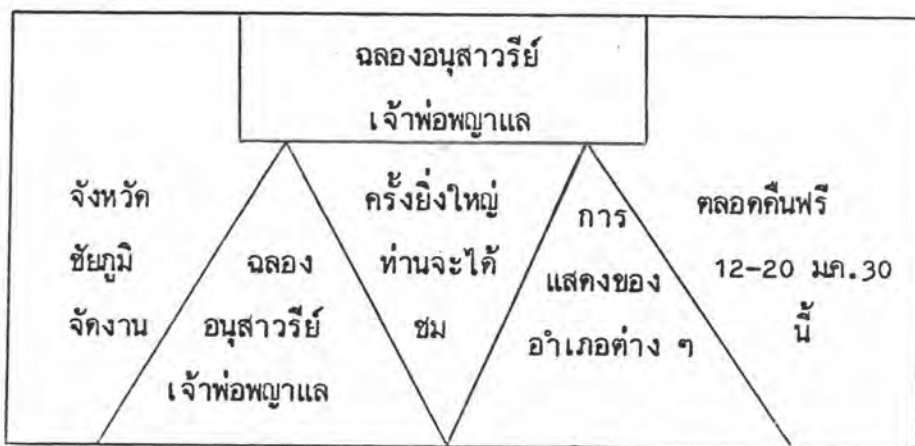 ฉลองอนุสาวรีย์
เจ้าพ่อพญาแล
จังหวัด
ชัยภูมิ
จัดงาน
ฉลอง
อนุสาวรีย์
เจ้าพ่อพญาแล
ครั้งยิ่งใหญ่
ท่านจะได้
ชม
การ
แสดงของ
อำเภอต่าง ๆ
ตลอดคืนฟรี
12-20 มค.30
นี้